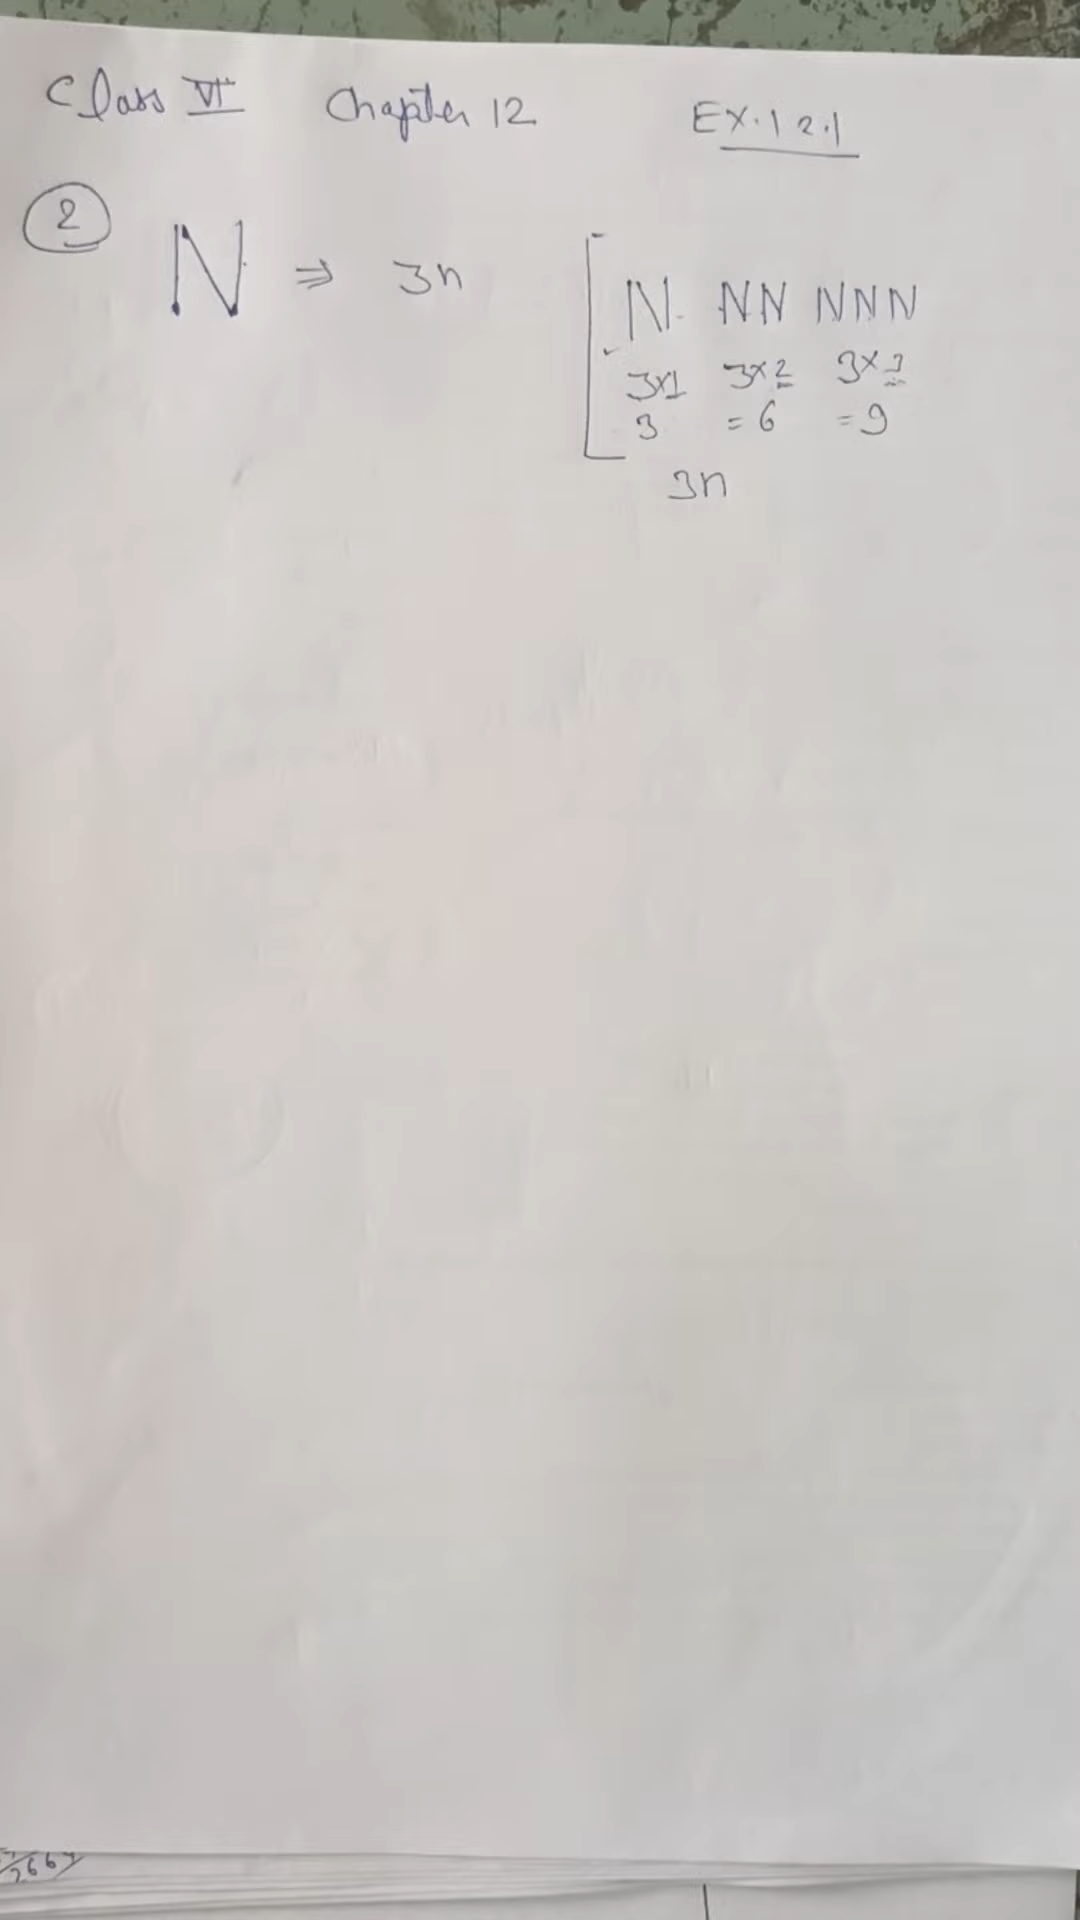 Class VI Chapter 12 Ex. 12.1
2 N ⇒ 3n
N NN NNN
3×1 3×2 3×3
3 = 6 = 9
3n